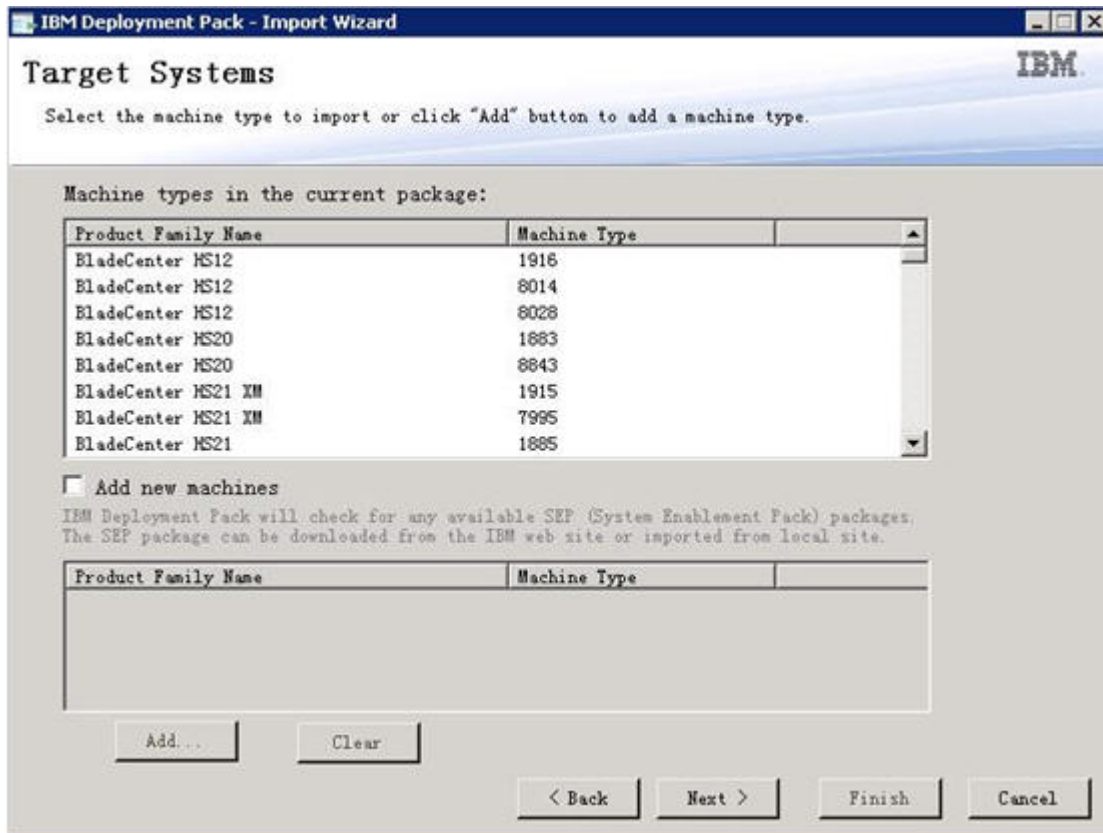 IBM Deployment Pack - Import Wizard
Target Systems
IBM.
Select the machine type to import or click "Add" button to add a machine type.
Machine types in the current package:
Product Family Name Machine Type
BladeCenter HS12 1916
BladeCenter HS12 8014
BladeCenter HS12 8028
BladeCenter HS20 1883
BladeCenter HS20 8843
BladeCenter HS21 XM 1915
BladeCenter HS21 XM 7995
BladeCenter HS21 1885
Add new machines
IBM Deployment Pack will check for any available SEP (System Enablement Pack) packages.
The SEP package can be downloaded from the IBM web site or imported from local site.
Product Family Name Machine Type
Add... Clear
< Back Next > Finish Cancel